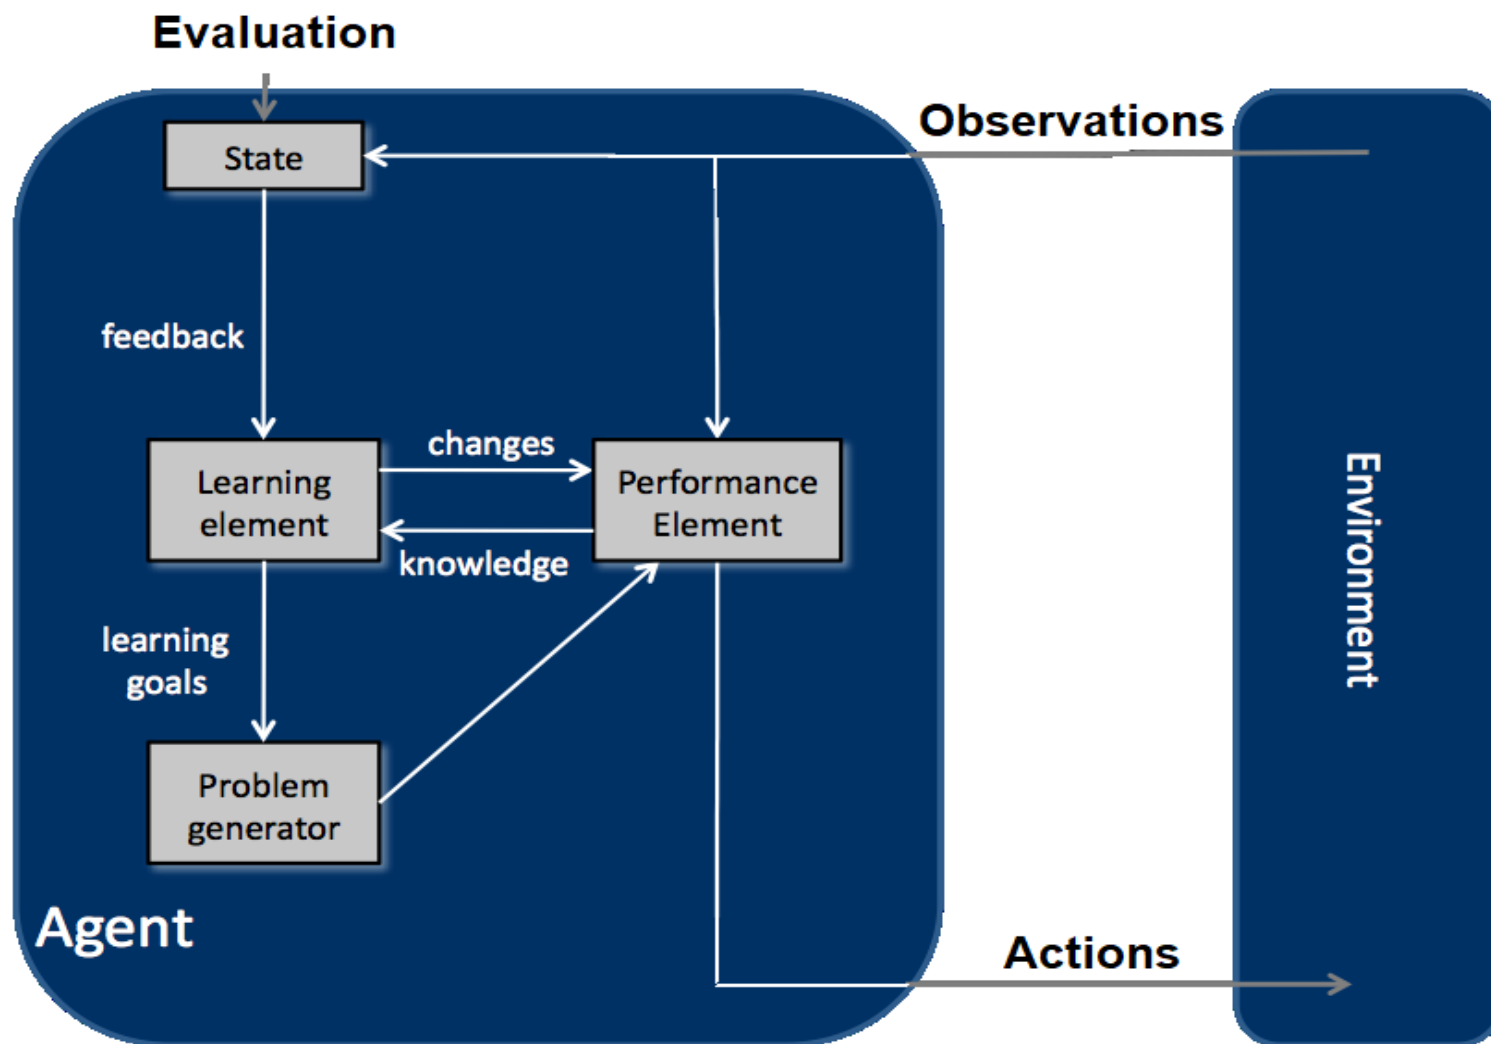 Evaluation
Observations
State
feedback
changes
Learning
element
Performance
Element
knowledge
Environment
learning
goals
Problem
generator
Agent
Actions